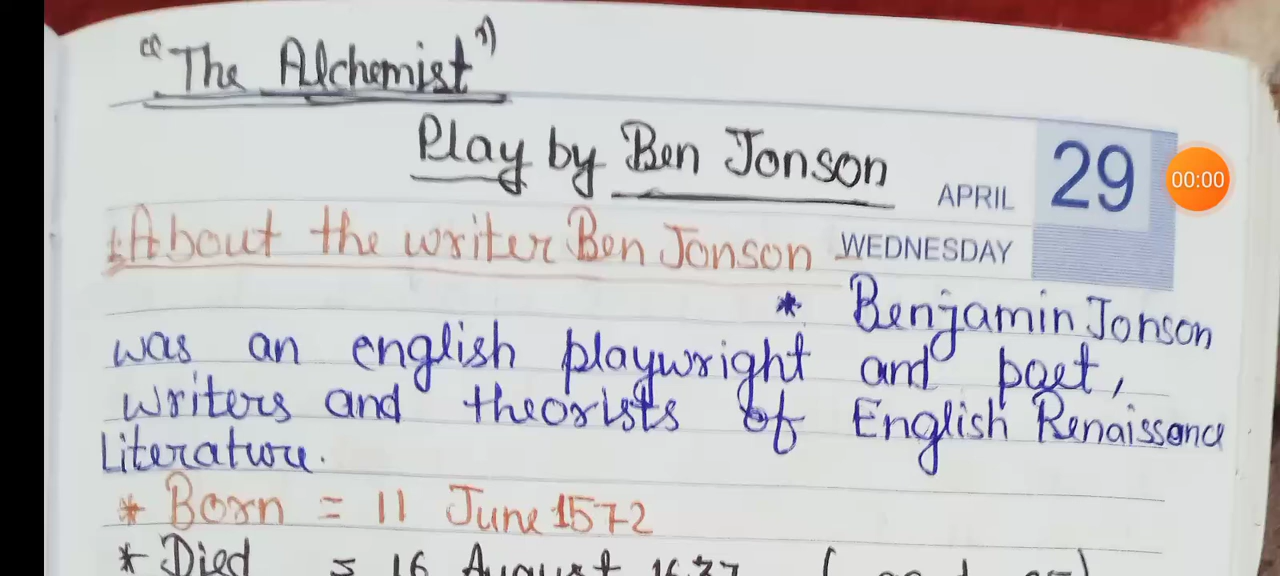 "The Alchemist"
Play by Ben Jonson
APRIL 29
00:00
1. About the writer Ben Jonson WEDNESDAY
* Benjamin Jonson
was an english playwright and poet,
writers and theorists of English Renaissance
Literature.
* Born = 11 June 1572
* Died = 16 August 1637